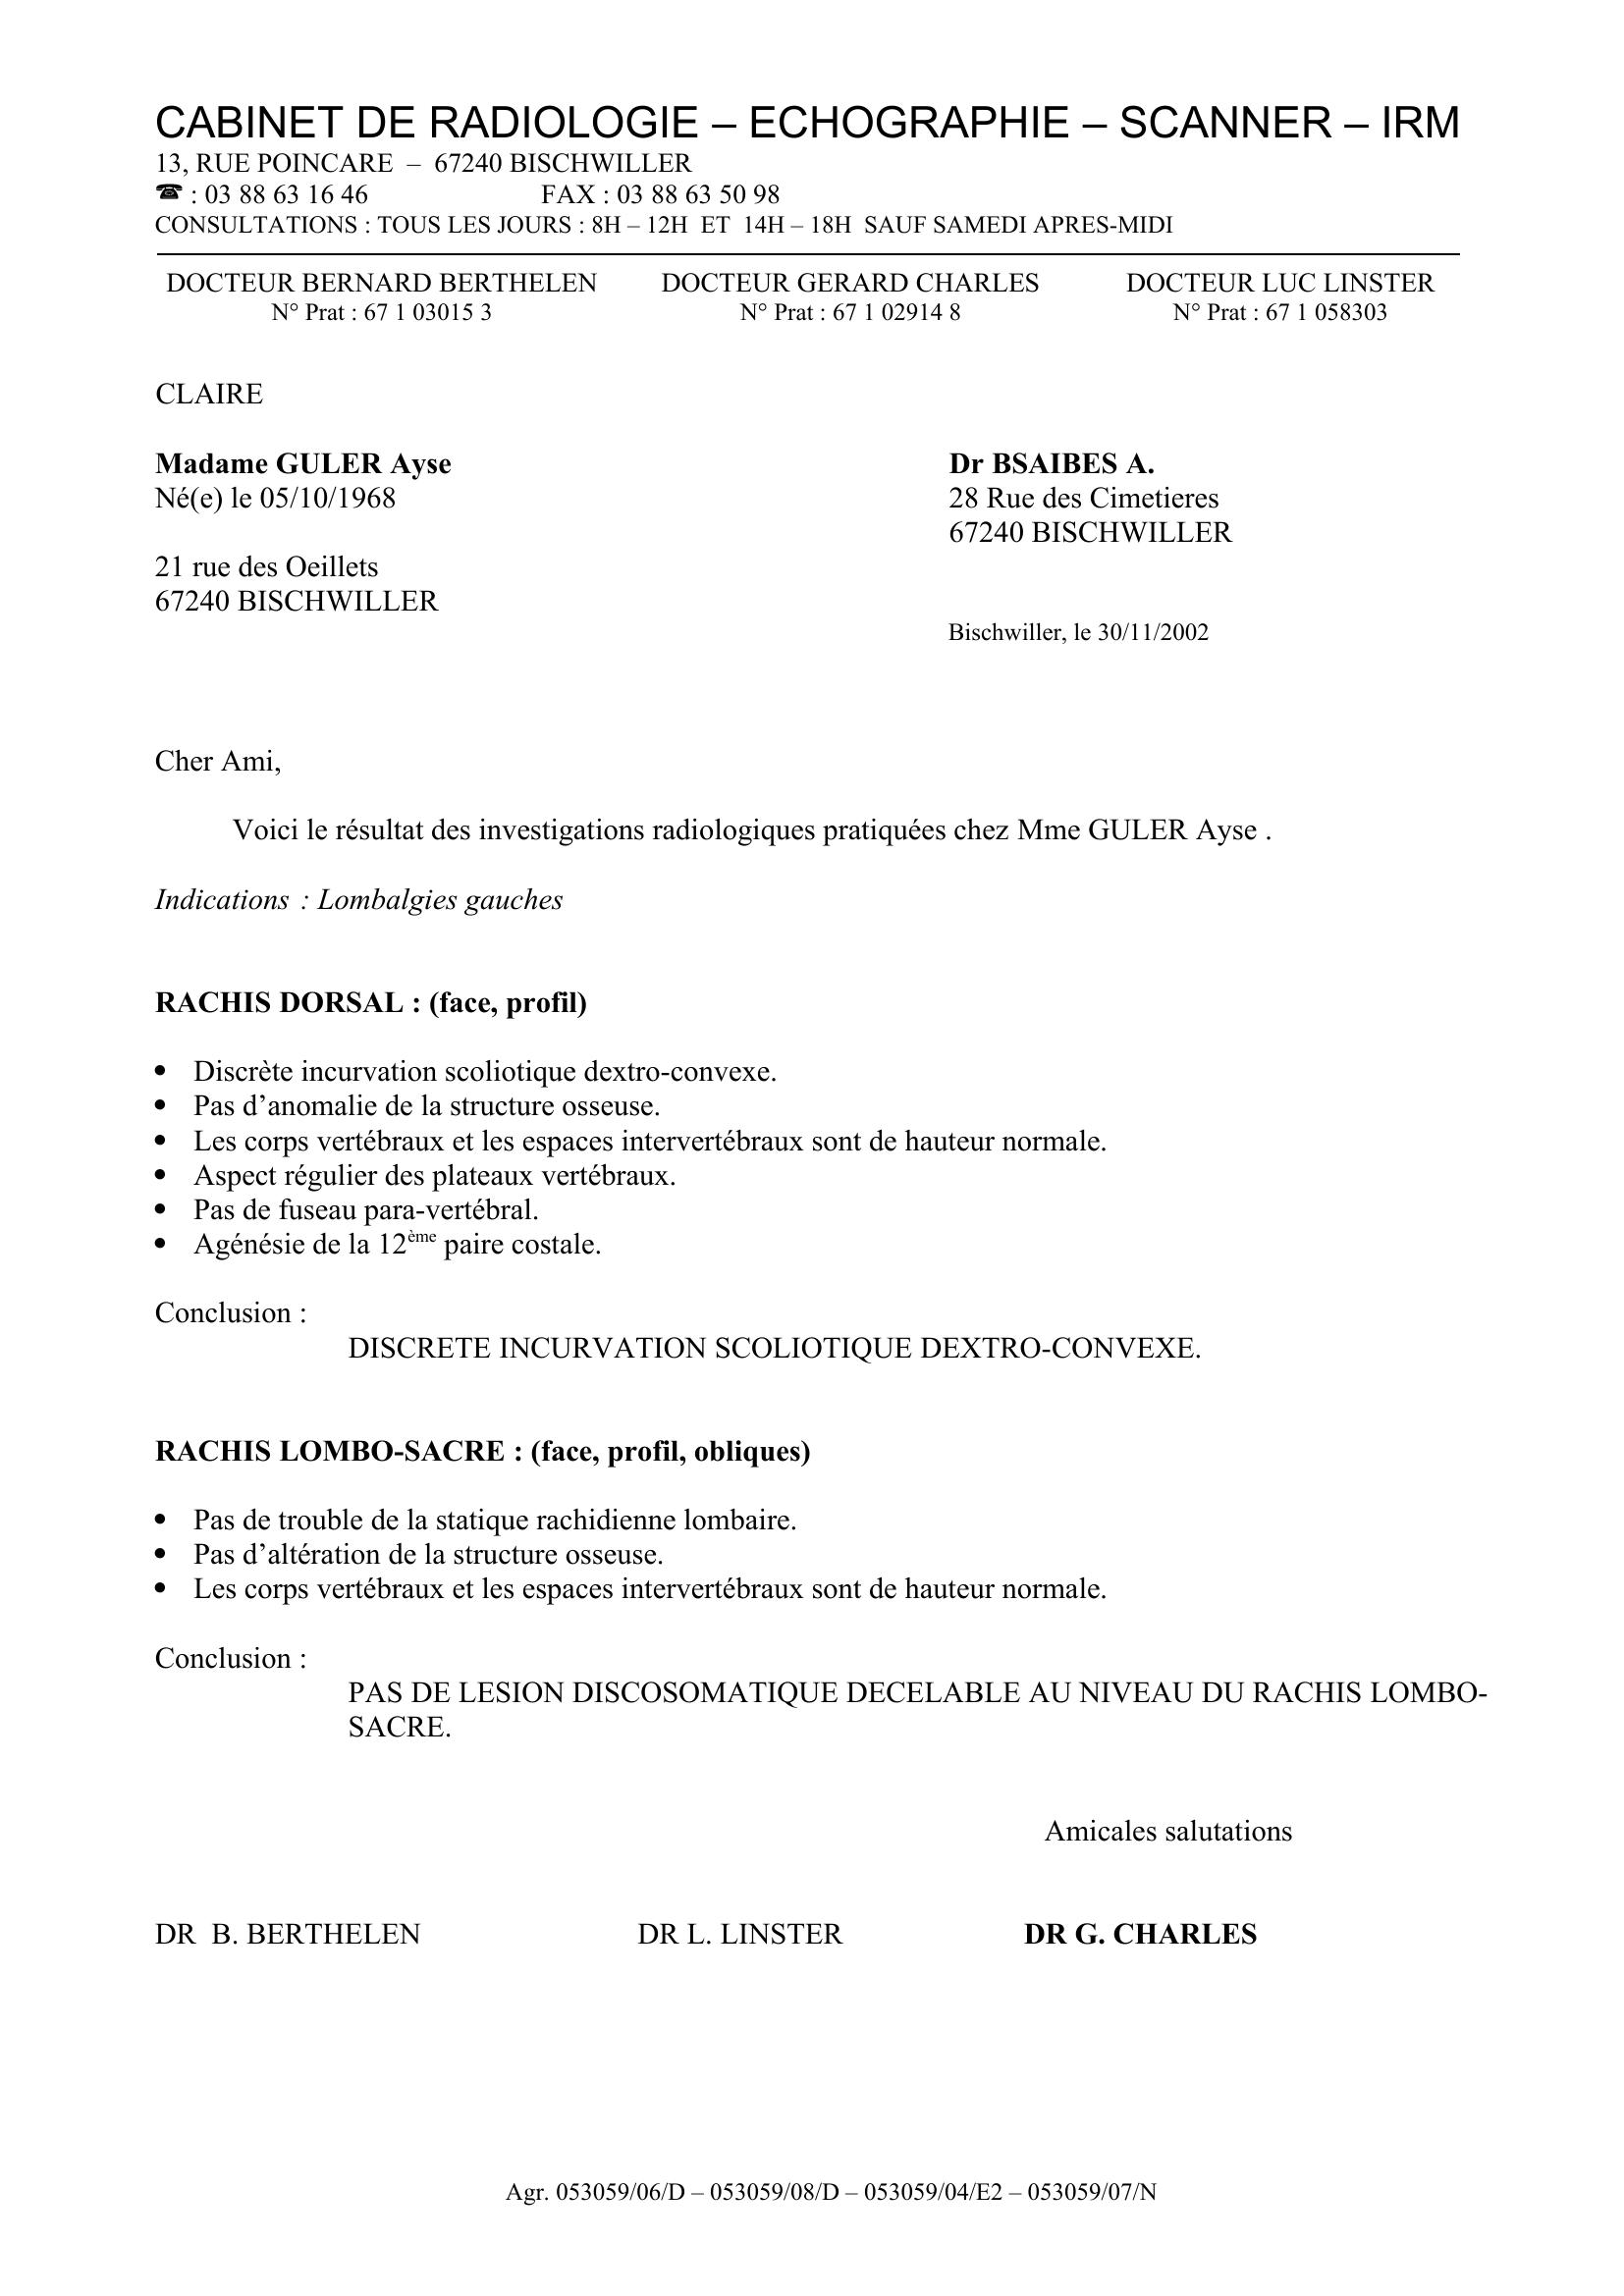 CABINET DE RADIOLOGIE – ECHOGRAPHIE – SCANNER – IRM
13, RUE POINCARE – 67240 BISCHWILLER
☎ : 03 88 63 16 46 FAX : 03 88 63 50 98
CONSULTATIONS : TOUS LES JOURS : 8H – 12H ET 14H – 18H SAUF SAMEDI APRES-MIDI
DOCTEUR BERNARD BERTHELEN DOCTEUR GERARD CHARLES DOCTEUR LUC LINSTER
N° Prat : 67 1 03015 3 N° Prat : 67 1 02914 8 N° Prat : 67 1 058303
CLAIRE
Madame GULER Ayse
Né(e) le 05/10/1968
21 rue des Oeillets
67240 BISCHWILLER
Dr BSAIBES A.
28 Rue des Cimetieres
67240 BISCHWILLER
Bischwiller, le 30/11/2002
Cher Ami,
Voici le résultat des investigations radiologiques pratiquées chez Mme GULER Ayse .
Indications : Lombalgies gauches
RACHIS DORSAL : (face, profil)
• Discrète incurvation scoliotique dextro-convexe.
• Pas d’anomalie de la structure osseuse.
• Les corps vertébraux et les espaces intervertébraux sont de hauteur normale.
• Aspect régulier des plateaux vertébraux.
• Pas de fuseau para-vertébral.
• Agénésie de la 12ème paire costale.
Conclusion :
DISCRETE INCURVATION SCOLIOTIQUE DEXTRO-CONVEXE.
RACHIS LOMBO-SACRE : (face, profil, obliques)
• Pas de trouble de la statique rachidienne lombaire.
• Pas d’altération de la structure osseuse.
• Les corps vertébraux et les espaces intervertébraux sont de hauteur normale.
Conclusion :
PAS DE LESION DISCOSOMATIQUE DECELABLE AU NIVEAU DU RACHIS LOMBO-
SACRE.
Amicales salutations
DR B. BERTHELEN DR L. LINSTER DR G. CHARLES
Agr. 053059/06/D – 053059/08/D – 053059/04/E2 – 053059/07/N